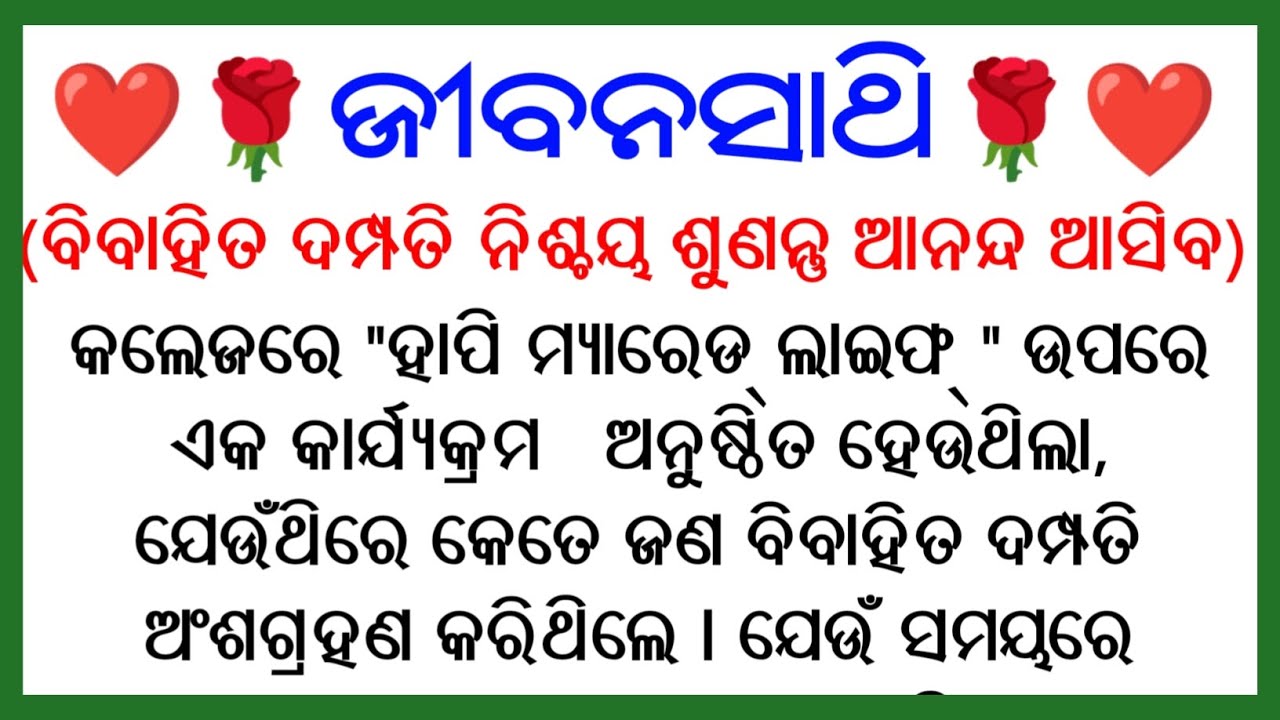 ❤️🌹ଜୀବନସାଥି🌹❤️
(ବିବାହିତ ଦମ୍ପତି ନିଶ୍ଚୟ ଶୁଣନ୍ତୁ ଆନନ୍ଦ ଆସିବ)
କଲେଜରେ "ହାପି ମ୍ୟାରେଡ ଲାଇଫ " ଉପରେ
ଏକ କାର୍ଯ୍ୟକ୍ରମ ଅନୁଷ୍ଠିତ ହେଉଥିଲା,
ଯେଉଁଥିରେ କେତେ ଜଣ ବିବାହିତ ଦମ୍ପତି
ଅଂଶଗ୍ରହଣ କରିଥିଲେ । ଯେଉଁ ସମୟରେ